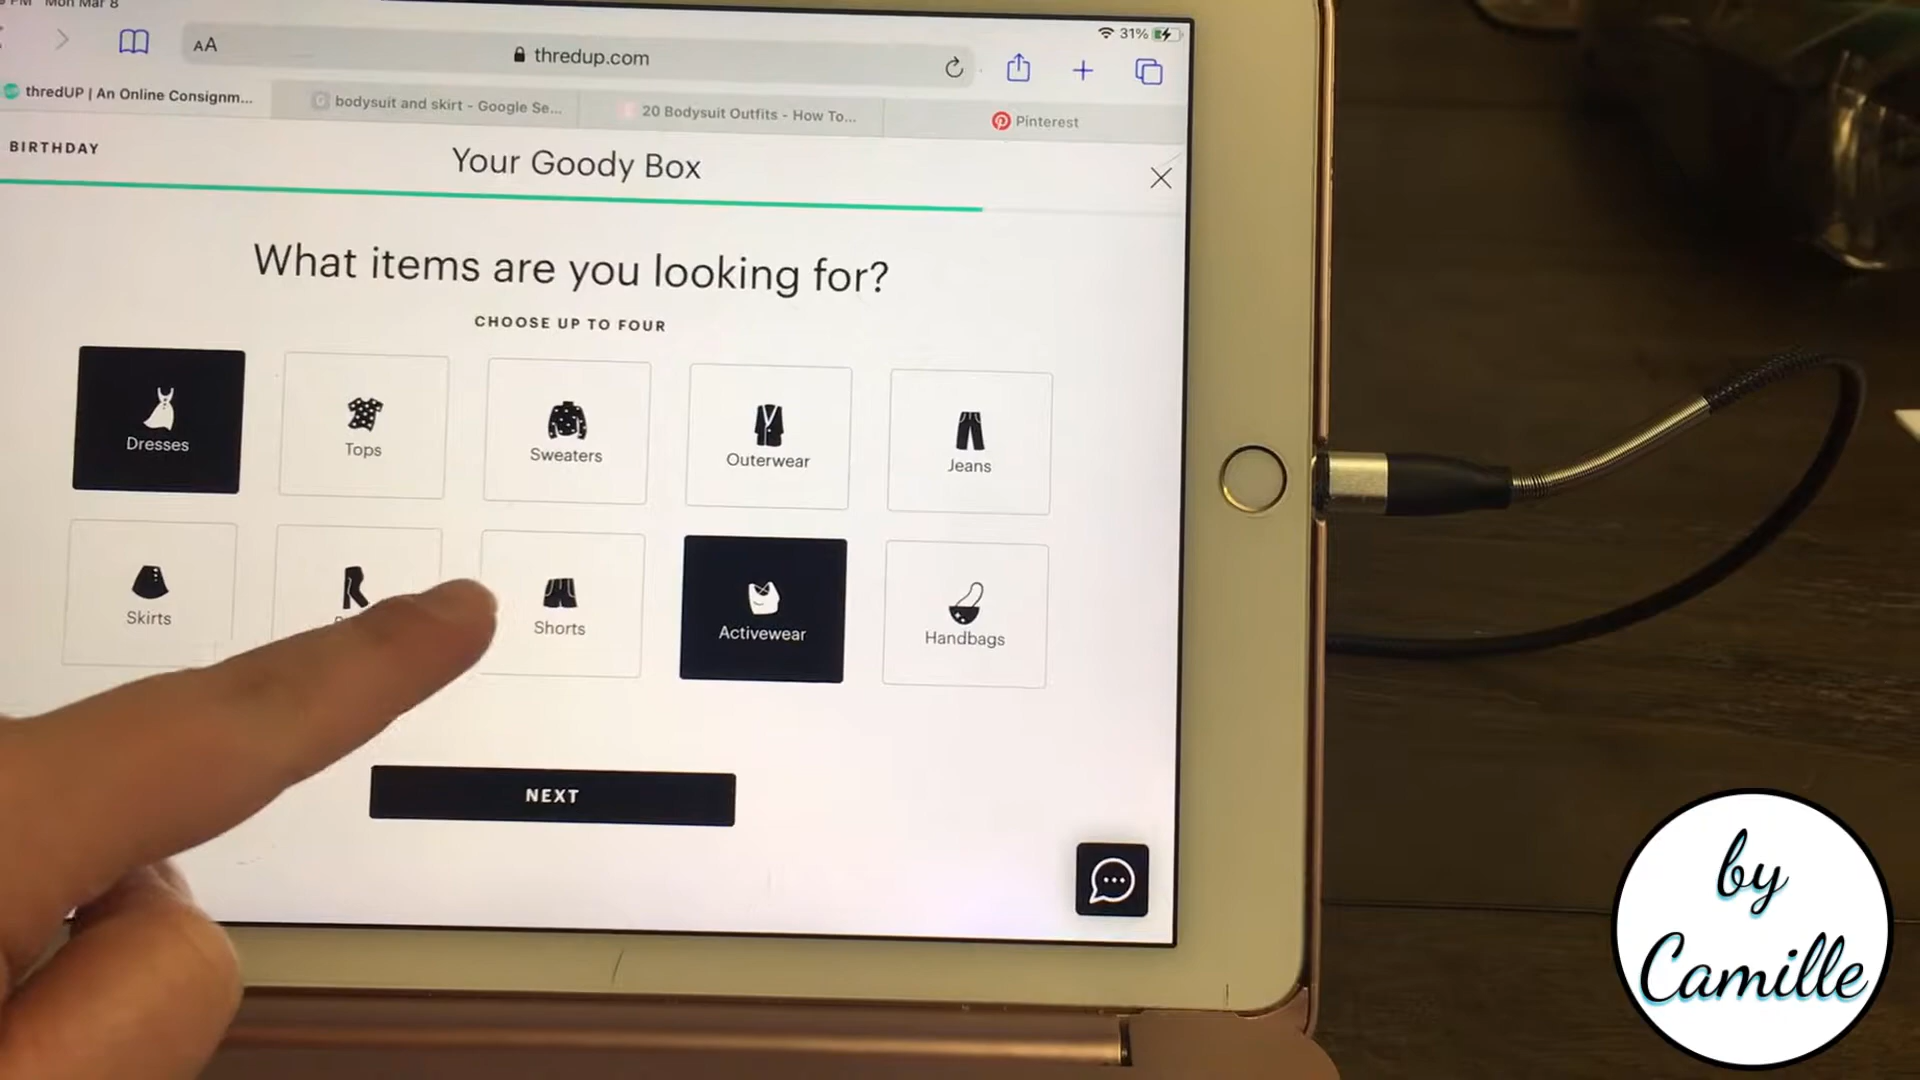 PM Mon Mar 8
31%
AA
thredup.com
thredUP | An Online Consignm...
bodysuit and skirt - Google Se...
20 Bodysuit Outfits - How To...
Pinterest
BIRTHDAY
Your Goody Box
What items are you looking for?
CHOOSE UP TO FOUR
Dresses
Tops
Sweaters
Outerwear
Jeans
Skirts
Shorts
Activewear
Handbags
NEXT
by
Camille